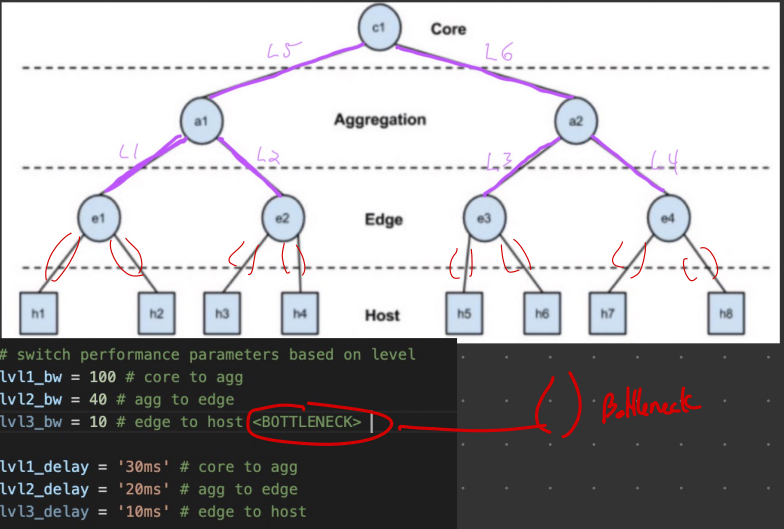 c1
Core
L5
L6
a1
Aggregation
a2
L1
L2
L3
L4
e1
e2
Edge
e3
e4
h1
h2
h3
h4
Host
h5
h6
h7
h8
# switch performance parameters based on level
lvl1_bw = 100 # core to agg
lvl2_bw = 40 # agg to edge
lvl3_bw = 10 # edge to host <BOTTLENECK>
Bottleneck
lvl1_delay = '30ms' # core to agg
lvl2_delay = '20ms' # agg to edge
lvl3_delay = '10ms' # edge to host